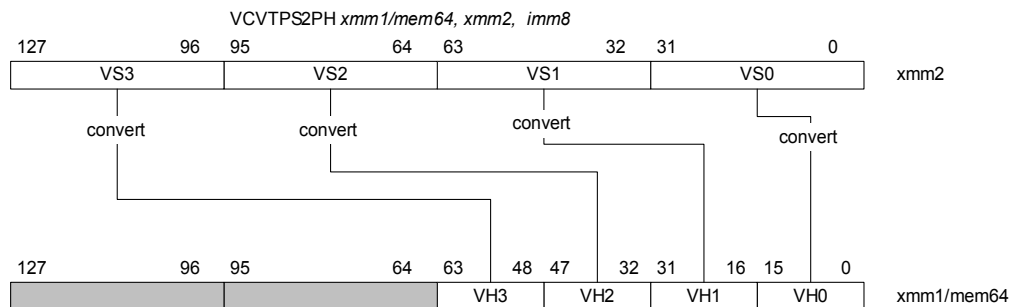 VCVTPS2PH xmm1/mem64, xmm2, imm8
127 96 95 64 63 32 31 0
VS3 VS2 VS1 VS0 xmm2
convert convert convert convert
127 96 95 64 63 48 47 32 31 16 15 0
VH3 VH2 VH1 VH0 xmm1/mem64